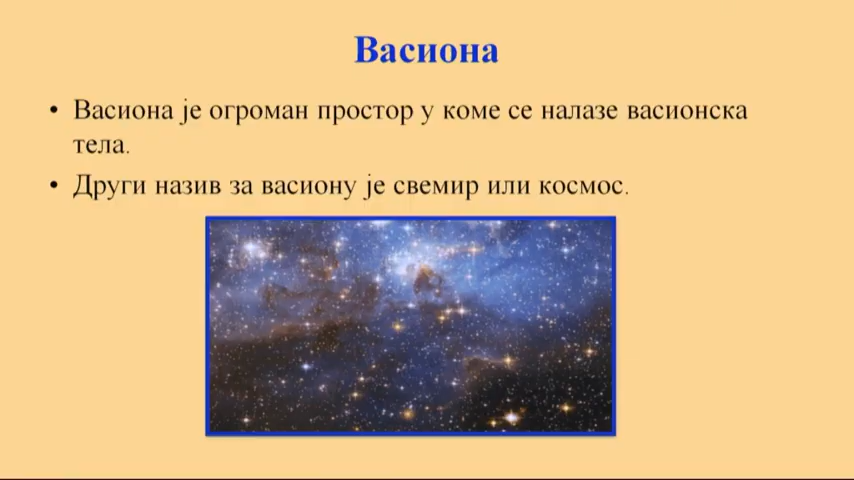 Васиона
• Васиона је огроман простор у коме се налазе васионска
тела.
• Други назив за васиону је свемир или космос.